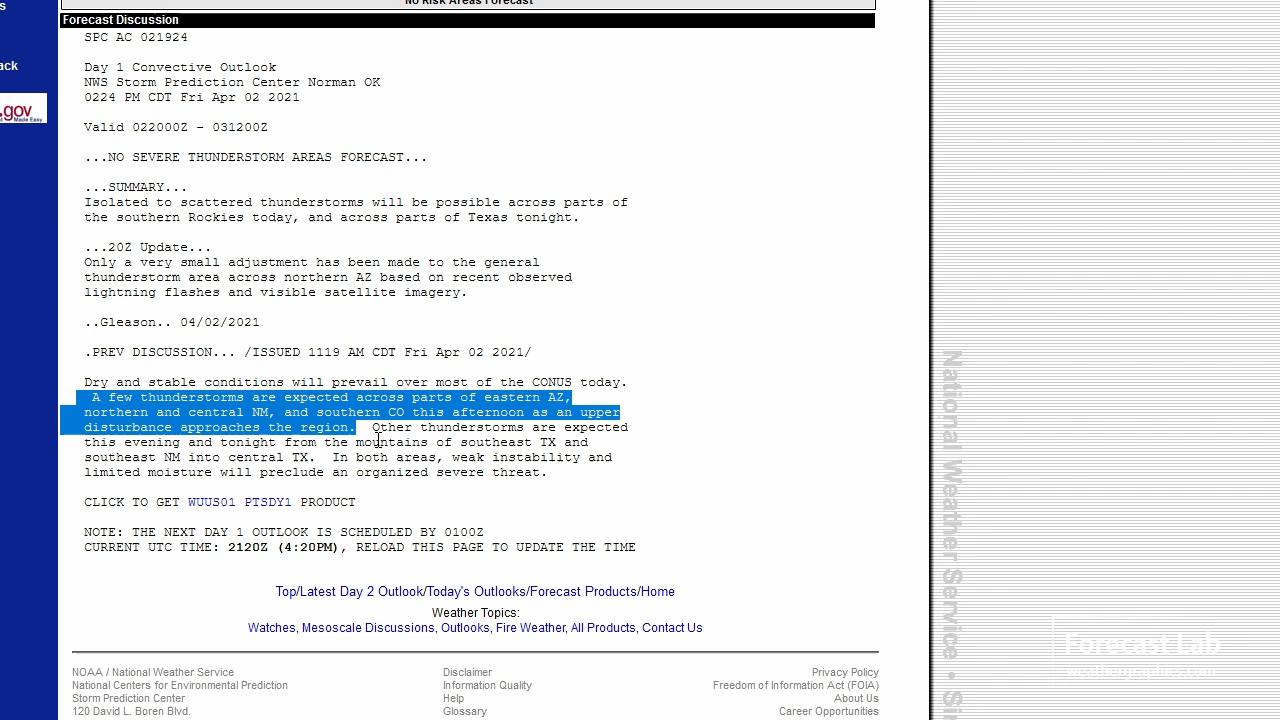 No Risk Areas Forecast
Forecast Discussion
SPC AC 021924
Day 1 Convective Outlook
NWS Storm Prediction Center Norman OK
0224 PM CDT Fri Apr 02 2021
Valid 022000Z - 031200Z
...NO SEVERE THUNDERSTORM AREAS FORECAST...
...SUMMARY...
Isolated to scattered thunderstorms will be possible across parts of
the southern Rockies today, and across parts of Texas tonight.
...20Z Update...
Only a very small adjustment has been made to the general
thunderstorm area across northern AZ based on recent observed
lightning flashes and visible satellite imagery.
..Gleason.. 04/02/2021
.PREV DISCUSSION... /ISSUED 1119 AM CDT Fri Apr 02 2021/
Dry and stable conditions will prevail over most of the CONUS today.
A few thunderstorms are expected across parts of eastern AZ,
northern and central NM, and southern CO this afternoon as an upper
disturbance approaches the region.  Other thunderstorms are expected
this evening and tonight from the mountains of southeast TX and
southeast NM into central TX.  In both areas, weak instability and
limited moisture will preclude an organized severe threat.
CLICK TO GET WUUS01 PTSDY1 PRODUCT
NOTE: THE NEXT DAY 1 OUTLOOK IS SCHEDULED BY 0100Z
CURRENT UTC TIME: 2120Z (4:20PM), RELOAD THIS PAGE TO UPDATE THE TIME
Top/Latest Day 2 Outlook/Today's Outlooks/Forecast Products/Home
Weather Topics:
Watches, Mesoscale Discussions, Outlooks, Fire Weather, All Products, Contact Us
NOAA / National Weather Service
National Centers for Environmental Prediction
Storm Prediction Center
120 David L. Boren Blvd.
Disclaimer
Information Quality
Help
Glossary
Privacy Policy
Freedom of Information Act (FOIA)
About Us
Career Opportunities
ack
.gov
Made Easy
National Weather Service
Forecast Lab
weathergraphics.com